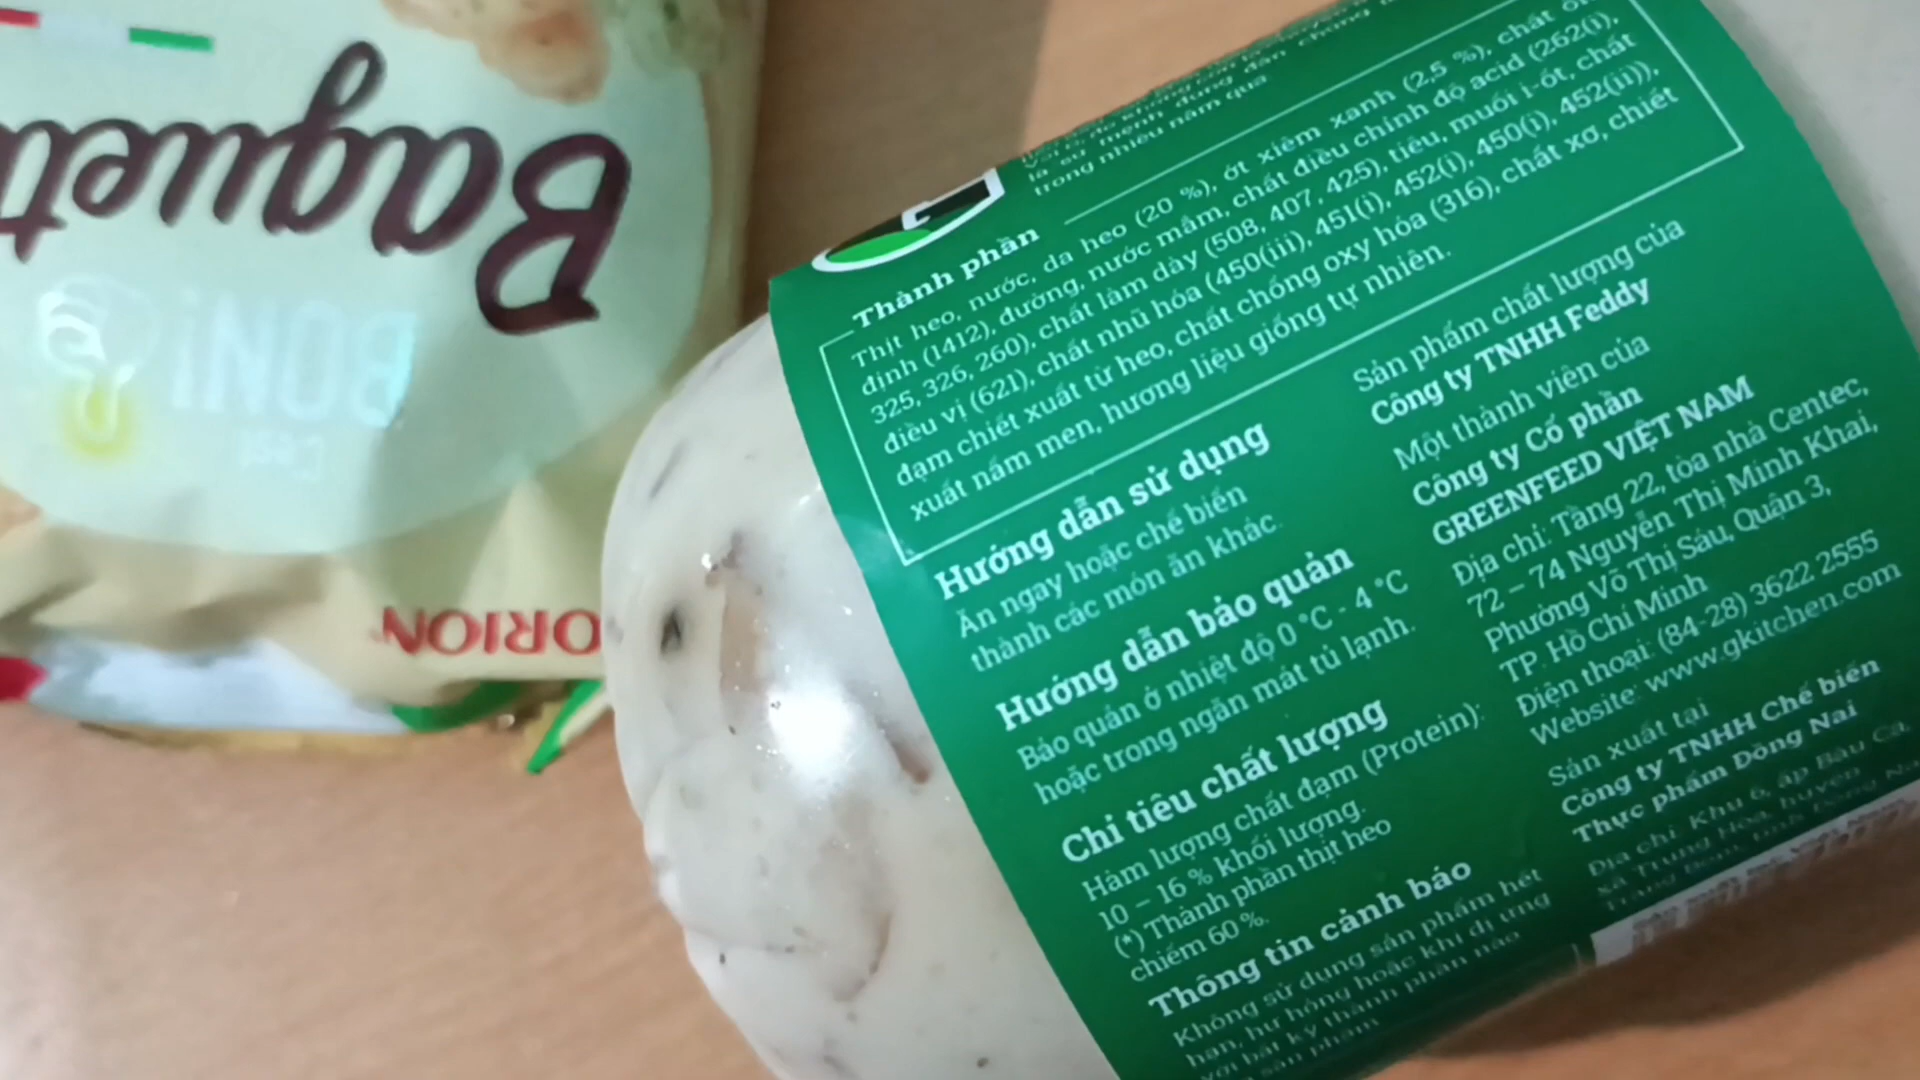 Baguett
BON!
C'est
ORION
trong nhiều năm qua
Thành phần
Thịt heo, nước, da heo (20 %), ớt xiêm xanh (2,5 %), chất ổn
định (1412), đường, nước mắm, chất điều chỉnh độ acid (262(i),
325, 326, 260), chất làm dày (508, 407, 425), tiêu, muối i-ốt, chất
điều vị (621), chất nhũ hóa (450(iii), 451(i), 452(i), 450(i), 452(ii)),
đạm chiết xuất từ heo, chất chống oxy hóa (316), chất xơ, chiết
xuất nấm men, hương liệu giống tự nhiên.
Hướng dẫn sử dụng
Ăn ngay hoặc chế biến
thành các món ăn khác.
Hướng dẫn bảo quản
Bảo quản ở nhiệt độ 0 °C - 4 °C
hoặc trong ngăn mát tủ lạnh.
Chỉ tiêu chất lượng
Hàm lượng chất đạm (Protein):
10 – 16 % khối lượng.
(*) Thành phần thịt heo
chiếm 60 %.
Thông tin cảnh báo
Không sử dụng sản phẩm hết
hạn, hư hỏng hoặc khi dị ứng
với bất kỳ thành phần nào
sản phẩm
Sản phẩm chất lượng của
Công ty TNHH Feddy
Một thành viên của
Công ty Cổ phần
GREENFEED VIỆT NAM
Địa chỉ: Tầng 22, tòa nhà Centec,
72 – 74 Nguyễn Thị Minh Khai,
Phường Võ Thị Sáu, Quận 3,
TP. Hồ Chí Minh
Điện thoại: (84-28) 3622 2555
Website: www.gkitchen.com
Sản xuất tại
Công ty TNHH Chế biến
Thực phẩm Đồng Nai
Địa chỉ: Khu 6, ấp Bàu Cá,
xã Trung Hòa, huyện
Trảng Bom, tỉnh Đồng Nai